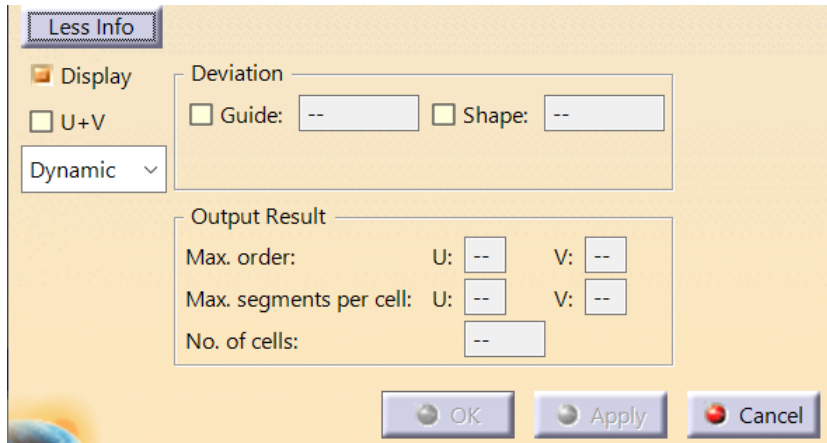 Less Info
Display
U+V
Dynamic
Deviation
Guide: -- Shape: --
Output Result
Max. order: U: -- V: --
Max. segments per cell: U: -- V: --
No. of cells: --
OK Apply Cancel